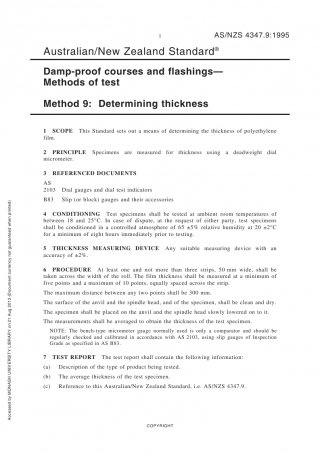 1
AS/NZS 4347.9:1995
Australian/New Zealand Standard®
Damp-proof courses and flashings—
Methods of test
Method 9: Determining thickness
1 SCOPE This Standard sets out a means of determining the thickness of polyethylene
film.
2 PRINCIPLE Specimens are measured for thickness using a deadweight dial
micrometer.
3 REFERENCED DOCUMENTS
AS
2103 Dial gauges and dial test indicators
B83 Slip (or block) gauges and their accessories
4 CONDITIONING Test specimens shall be tested at ambient room temperatures of
between 18 and 25°C. In case of dispute, at the request of either party, test specimens
shall be conditioned in a controlled atmosphere of 65 ±5% relative humidity at 20 ±2°C
for a minimum of eight hours immediately prior to testing.
5 THICKNESS MEASURING DEVICE Any suitable measuring device with an
accuracy of ±2%.
6 PROCEDURE At least one and not more than three strips, 50 mm wide, shall be
taken across the width of the roll. The film thickness shall be measured at a minimum of
five points and a maximum of 10 points, equally spaced across the strip.
The maximum distance between any two points shall be 300 mm.
The surface of the anvil and the spindle head, and of the specimen, shall be clean and dry.
The specimen shall be placed on the anvil and the spindle head slowly lowered on to it.
The measurements shall be averaged to obtain the thickness of the test specimen.
NOTE: The bench-type micrometer gauge normally used is only a comparator and should be
regularly checked and calibrated in accordance with AS 2103, using slip gauges of Inspection
Grade as specified in AS B83.
7 TEST REPORT The test report shall contain the following information:
(a) Description of the type of product being tested.
(b) The average thickness of the test specimen.
(c) Reference to this Australian/New Zealand Standard, i.e. AS/NZS 4347.9.
Accessed by MONASH UNIVERSITY LIBRARY on 21 Aug 2010 (Document currency not guaranteed when printed)
COPYRIGHT